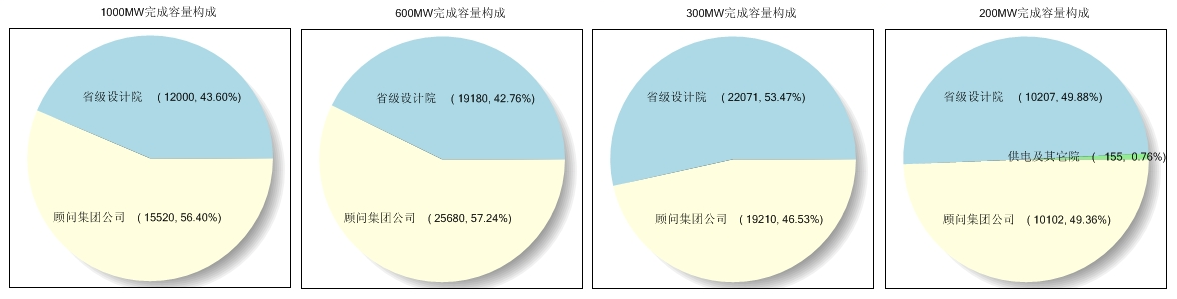 1000MW完成容量构成
省级设计院 ( 12000, 43.60%)
顾问集团公司 ( 15520, 56.40%)
600MW完成容量构成
省级设计院 ( 19180, 42.76%)
顾问集团公司 ( 25680, 57.24%)
300MW完成容量构成
省级设计院 ( 22071, 53.47%)
顾问集团公司 ( 19210, 46.53%)
200MW完成容量构成
省级设计院 ( 10207, 49.88%)
供电及其它院 ( 155, 0.76%)
顾问集团公司 ( 10102, 49.36%)